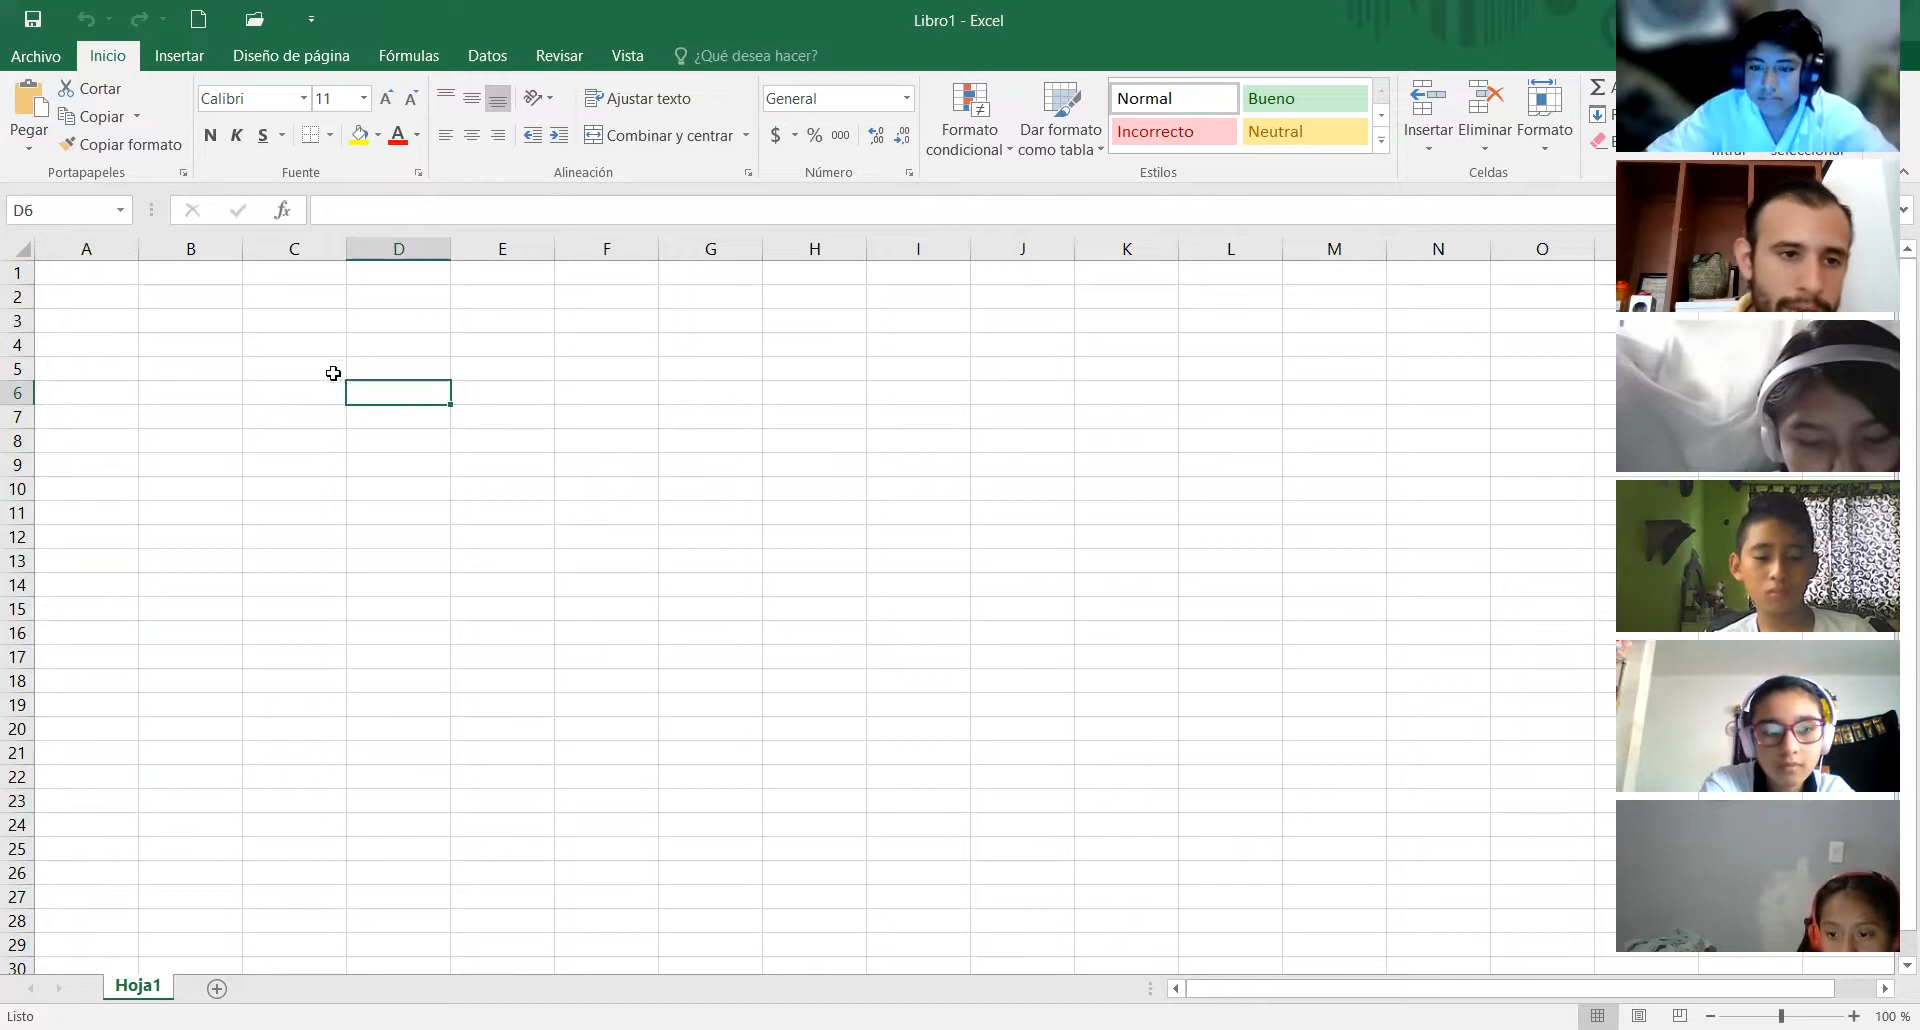 Libro1 - Excel
Archivo Inicio Insertar Diseño de página Fórmulas Datos Revisar Vista ¿Qué desea hacer?
Pegar
Cortar
Copiar
Copiar formato
Portapapeles
Calibri 11
N K S
Fuente
Ajustar texto
Combinar y centrar
Alineación
General
$ % 000
Número
Formato condicional
Dar formato como tabla
Normal Bueno
Incorrecto Neutral
Estilos
Insertar Eliminar Formato
Celdas
D6 fx
A B C D E F G H I J K L M N O
1
2
3
4
5
6
7
8
9
10
11
12
13
14
15
16
17
18
19
20
21
22
23
24
25
26
27
28
29
30
Hoja1
Listo 100 %